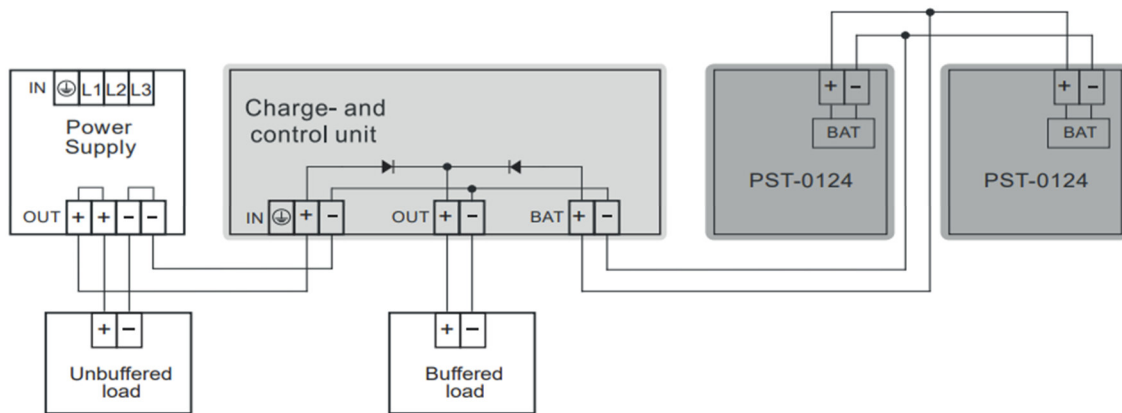 IN ⏚ L1 L2 L3
Power
Supply
OUT + + − −
Charge- and
control unit
IN ⏚ + −
OUT + −
BAT + −
+ −
BAT
PST-0124
+ −
BAT
PST-0124
+ −
Unbuffered
load
+ −
Buffered
load